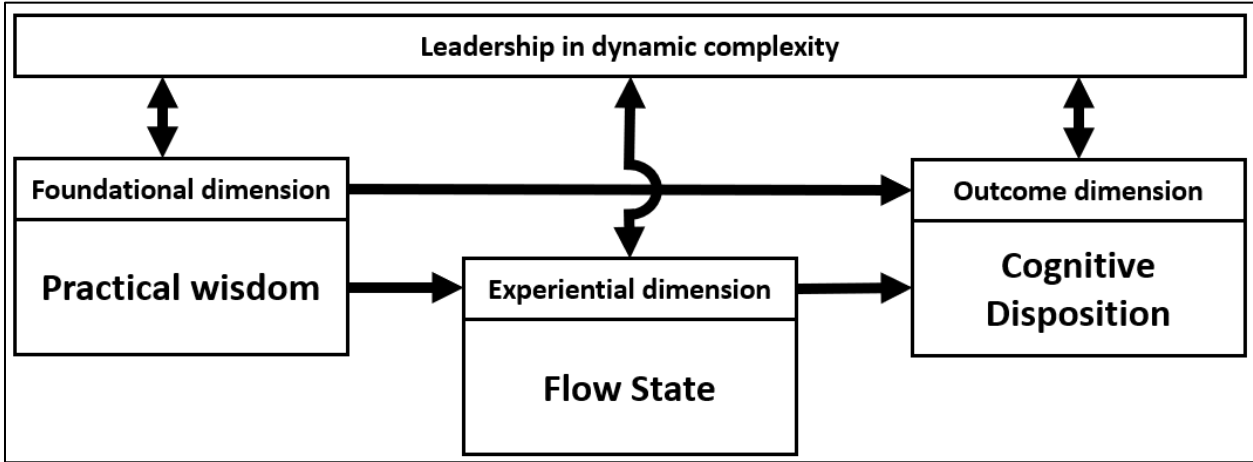 Leadership in dynamic complexity
Foundational dimension
Practical wisdom
Experiential dimension
Flow State
Outcome dimension
Cognitive
Disposition